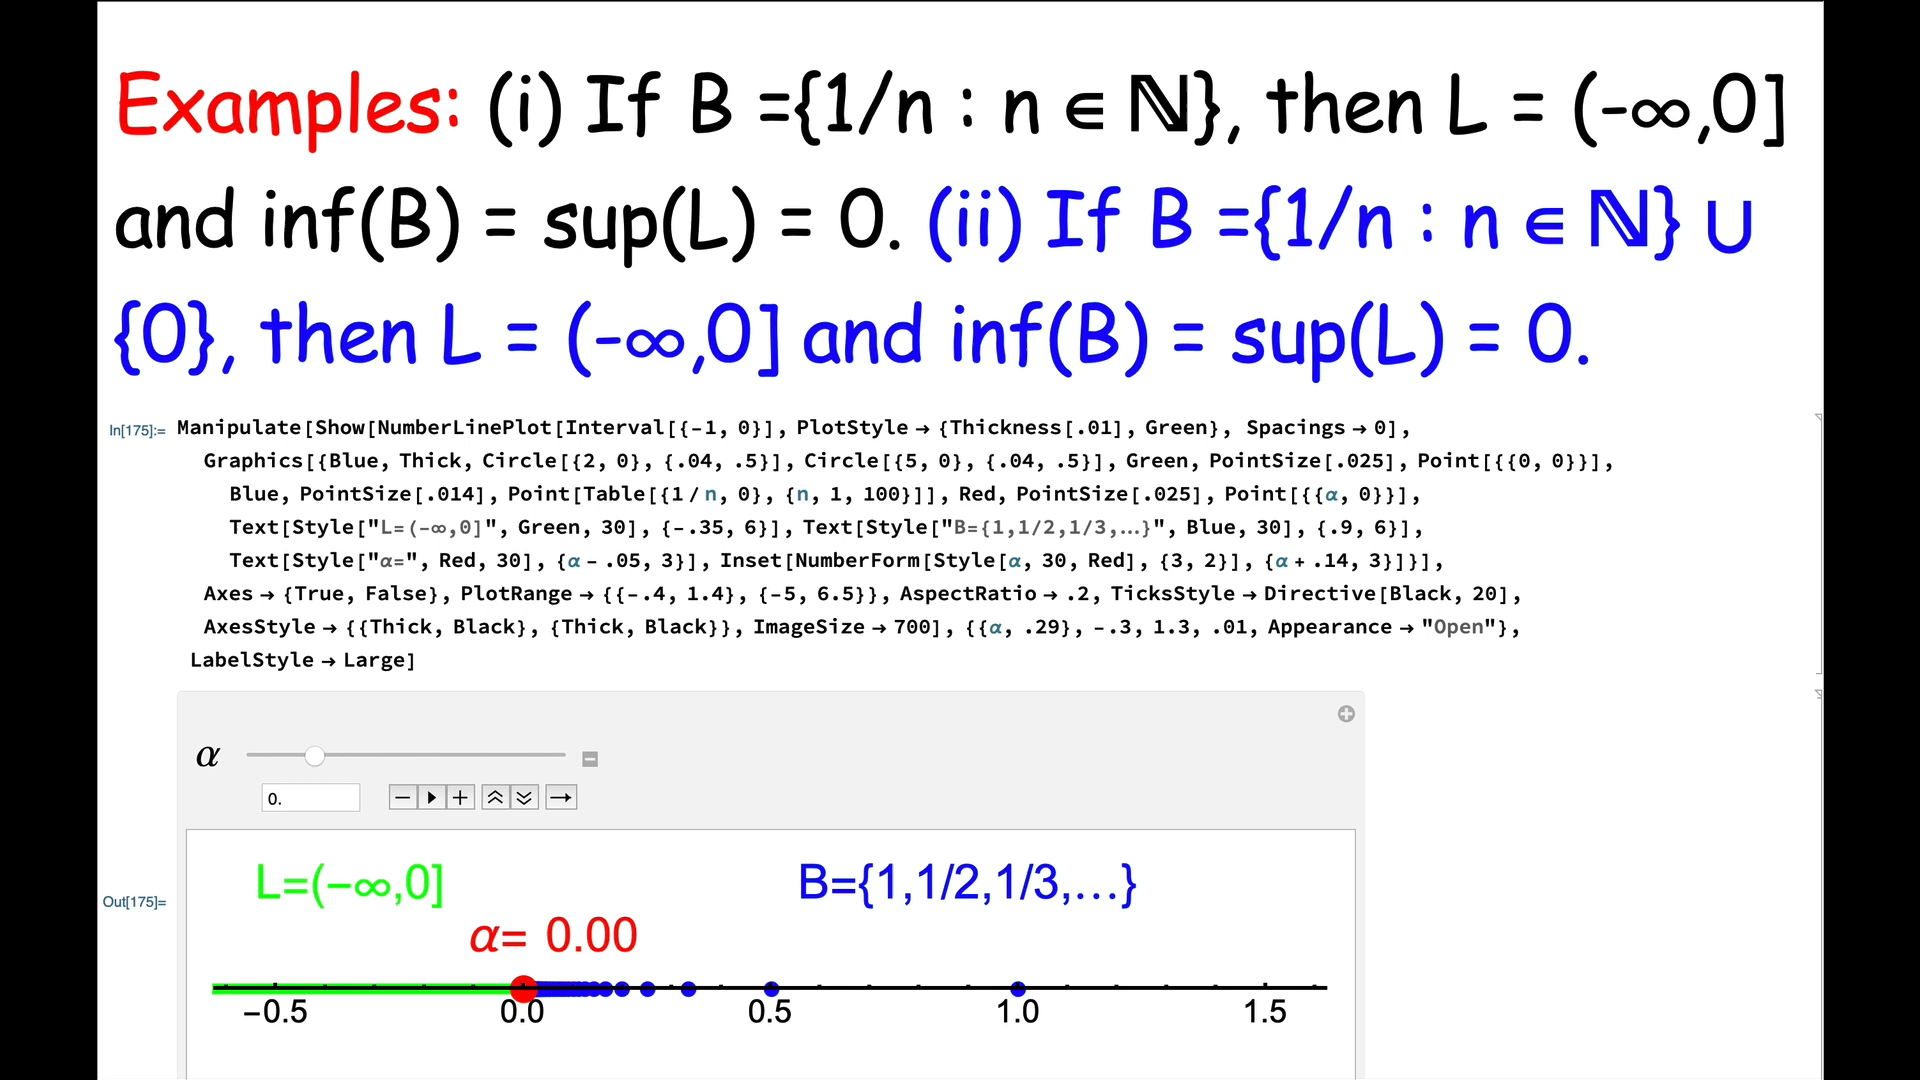 Examples: (i) If B ={1/n : n ∈ ℕ}, then L = (-∞,0]
and inf(B) = sup(L) = 0. (ii) If B ={1/n : n ∈ ℕ} ∪
{0}, then L = (-∞,0] and inf(B) = sup(L) = 0.
In[175]:= Manipulate[Show[NumberLinePlot[Interval[{-1, 0}], PlotStyle → {Thickness[.01], Green}, Spacings → 0],
Graphics[{Blue, Thick, Circle[{2, 0}, {.04, .5}], Circle[{5, 0}, {.04, .5}], Green, PointSize[.025], Point[{{0, 0}}],
Blue, PointSize[.014], Point[Table[{1 / n, 0}, {n, 1, 100}]], Red, PointSize[.025], Point[{{α, 0}}],
Text[Style["L=(-∞,0]", Green, 30], {-.35, 6}], Text[Style["B={1,1/2,1/3,…}", Blue, 30], {.9, 6}],
Text[Style["α=", Red, 30], {α - .05, 3}], Inset[NumberForm[Style[α, 30, Red], {3, 2}], {α + .14, 3}]}],
Axes → {True, False}, PlotRange → {{-.4, 1.4}, {-5, 6.5}}, AspectRatio → .2, TicksStyle → Directive[Black, 20],
AxesStyle → {{Thick, Black}, {Thick, Black}}, ImageSize → 700], {{α, .29}, -.3, 1.3, .01, Appearance → "Open"},
LabelStyle → Large]
α
0.
Out[175]=
L=(−∞,0] B={1,1/2,1/3,…}
α= 0.00
−0.5 0.0 0.5 1.0 1.5